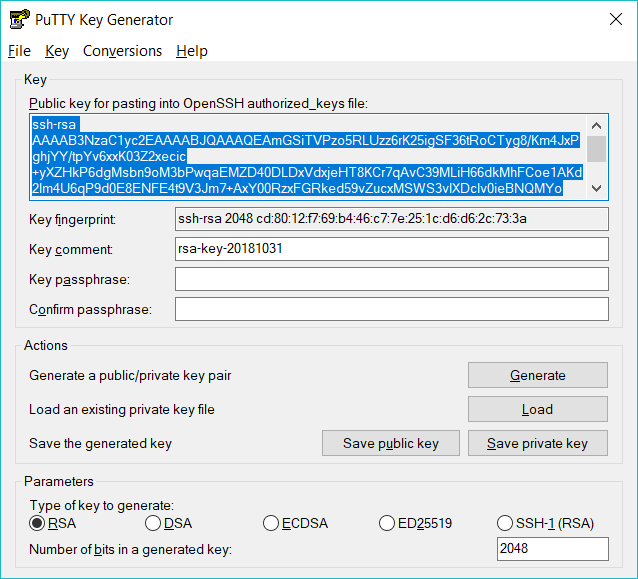 PuTTY Key Generator
File Key Conversions Help
Key
Public key for pasting into OpenSSH authorized_keys file:
ssh-rsa
AAAAB3NzaC1yc2EAAAABJQAAAQEAmGSiTVPzo5RLUzz6rK25igSF36tRoCTyg8/Km4JxP
ghjYY/tpYv6xxK03Z2xecic
+yXZHkP6dgMsbn9oM3bPwqaEMZD40DLDxVdxjeHT8KCr7qAvC39MLiH66dkMhFCoe1AKd
2lm4U6qP9d0E8ENFE4t9V3Jm7+AxY00RzxFGRked59vZucxMSWS3vlXDclv0ieBNQMYo
Key fingerprint: ssh-rsa 2048 cd:80:12:f7:69:b4:46:c7:7e:25:1c:d6:d6:2c:73:3a
Key comment: rsa-key-20181031
Key passphrase:
Confirm passphrase:
Actions
Generate a public/private key pair Generate
Load an existing private key file Load
Save the generated key Save public key Save private key
Parameters
Type of key to generate:
RSA DSA ECDSA ED25519 SSH-1 (RSA)
Number of bits in a generated key: 2048